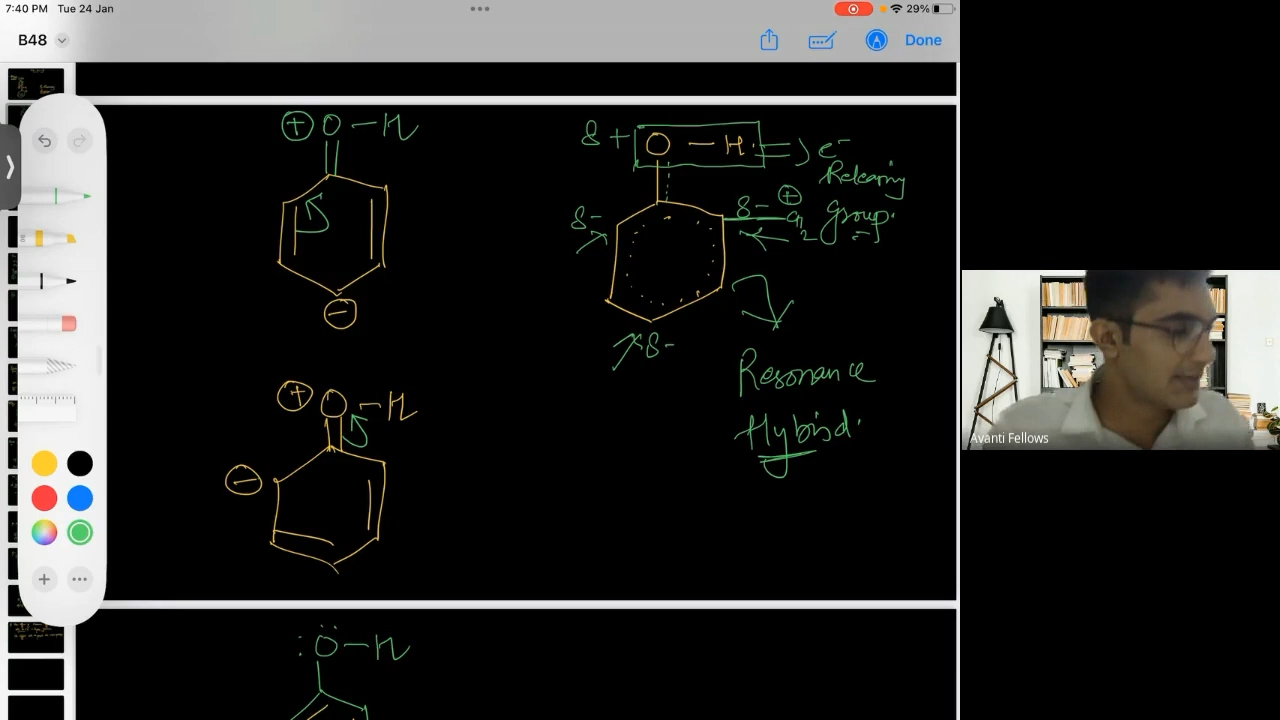 7:40 PM Tue 24 Jan
29%
B48
Done
⊕ O - H
⊖
δ+ O - H. => e-
Releasing
group.
δ-
δ- ⊕
δ-
Resonance
Hybrid.
⊕ O - H
⊖
:Ö - H
Avanti Fellows